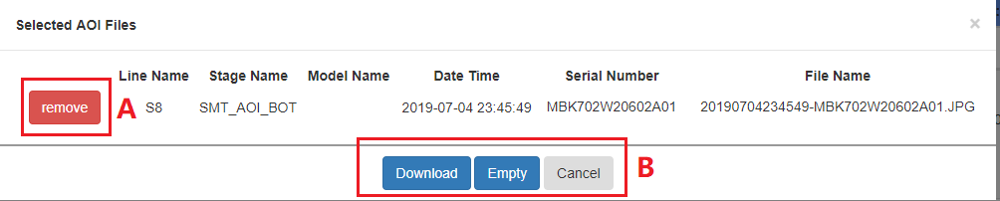 Selected AOI Files ×
Line Name Stage Name Model Name Date Time Serial Number File Name
remove A S8 SMT_AOI_BOT 2019-07-04 23:45:49 MBK702W20602A01 20190704234549-MBK702W20602A01.JPG
Download Empty Cancel B